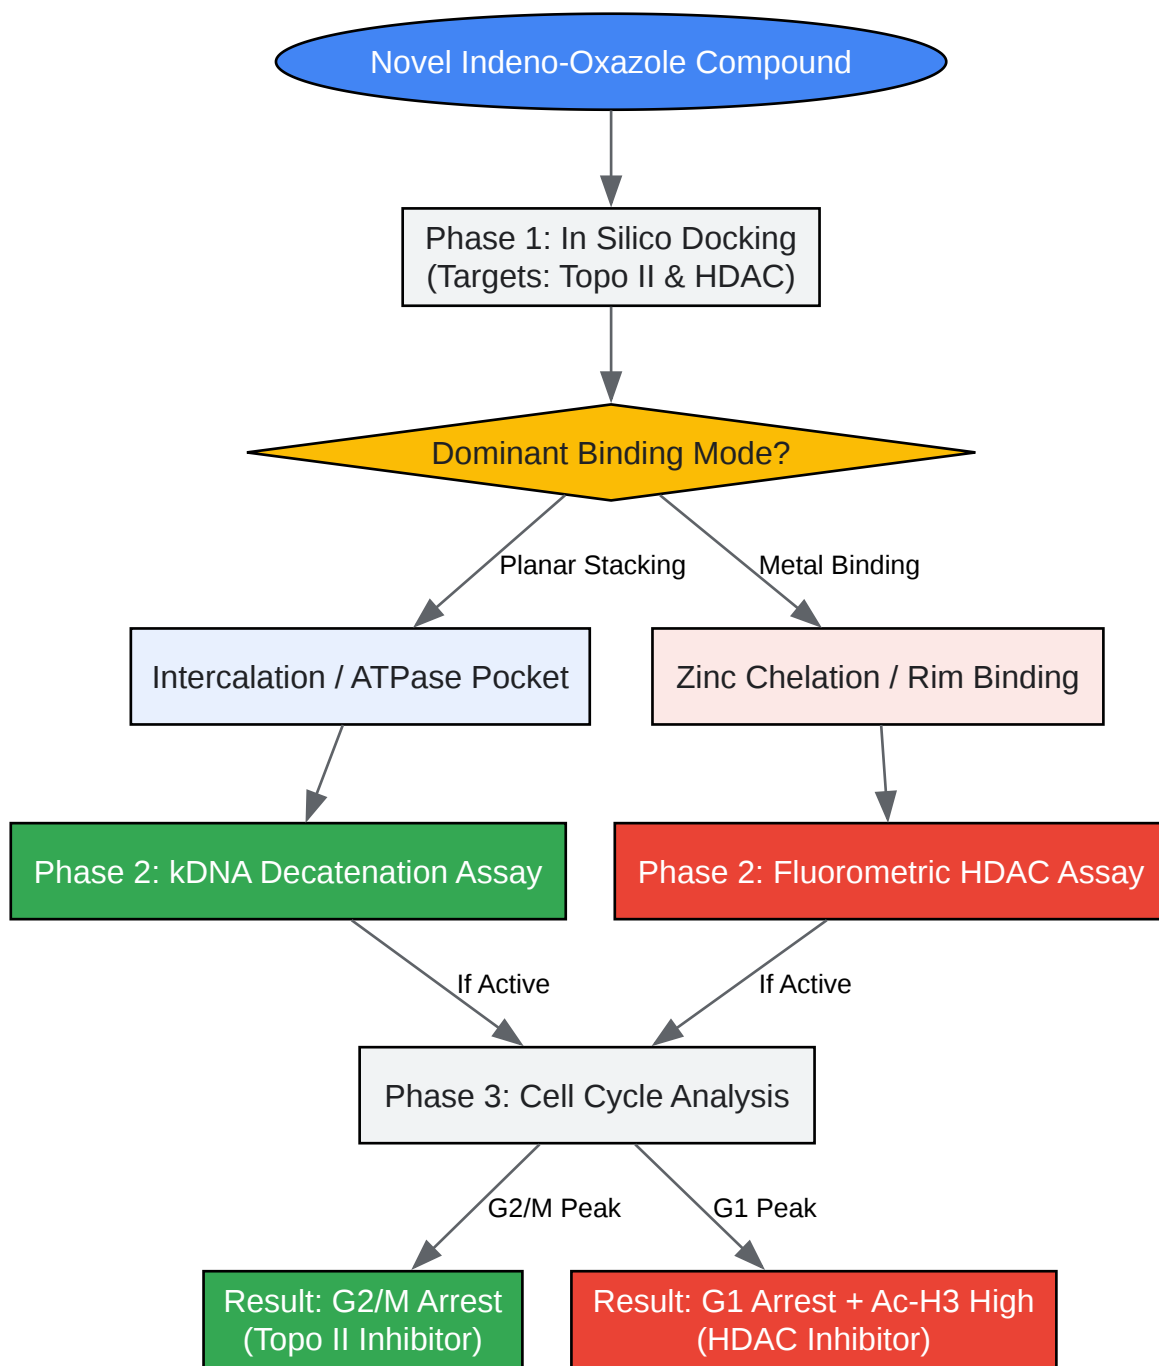 Novel Indeno-Oxazole Compound
Phase 1: In Silico Docking
(Targets: Topo II & HDAC)
Dominant Binding Mode?
Planar Stacking
Metal Binding
Intercalation / ATPase Pocket
Zinc Chelation / Rim Binding
Phase 2: kDNA Decatenation Assay
Phase 2: Fluorometric HDAC Assay
If Active
If Active
Phase 3: Cell Cycle Analysis
G2/M Peak
G1 Peak
Result: G2/M Arrest
(Topo II Inhibitor)
Result: G1 Arrest + Ac-H3 High
(HDAC Inhibitor)